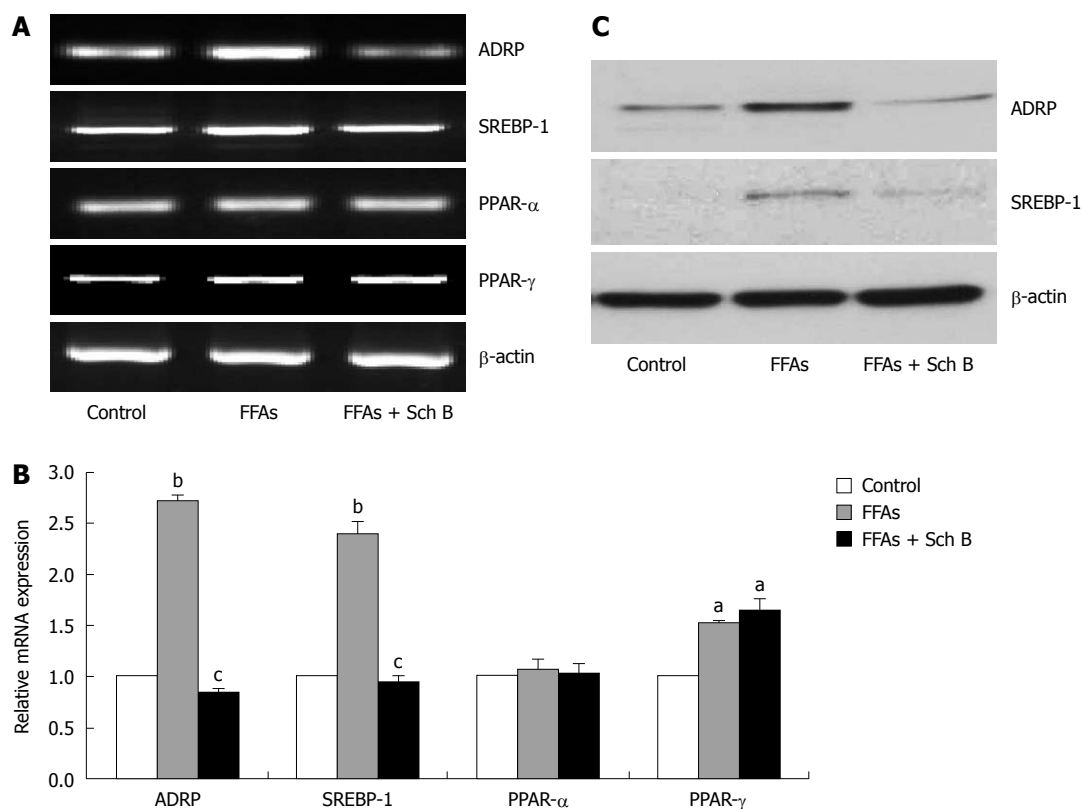 A
ADRP
SREBP-1
PPAR-α
PPAR-γ
β-actin
Control FFAs FFAs + Sch B
C
ADRP
SREBP-1
β-actin
Control FFAs FFAs + Sch B
B
Relative mRNA expression
3.0
2.5
2.0
1.5
1.0
0.5
0.0
b
c
b
c
a
a
ADRP SREBP-1 PPAR-α PPAR-γ
Control
FFAs
FFAs + Sch B